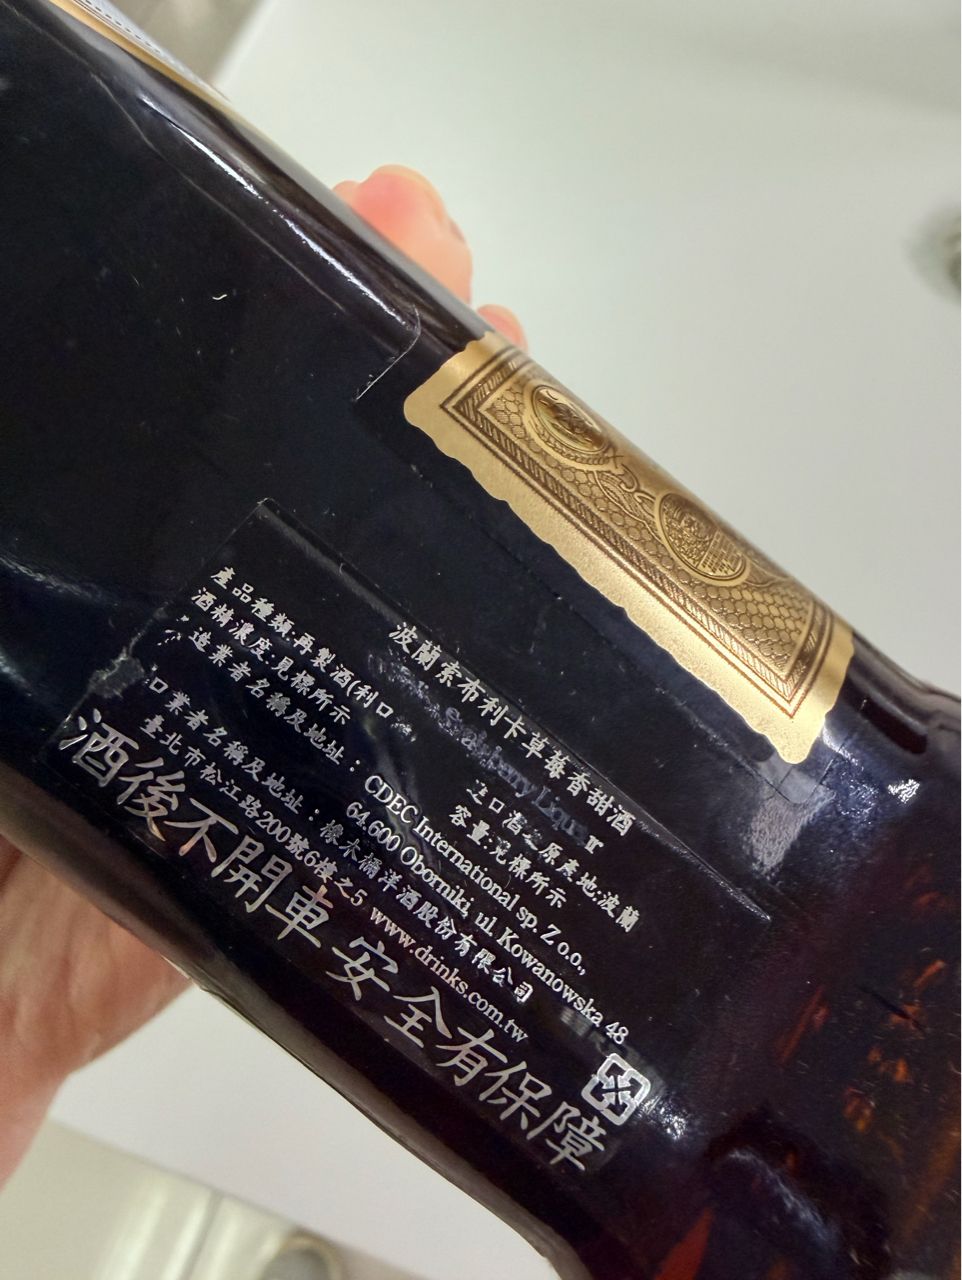 波蘭索布利卡草莓香甜酒
Strawberry Liqueur
產品種類:再製酒(利口
進口酒之原產地:波蘭
酒精濃度:見標所示
容量:見標所示
造業者名稱及地址: CDEC International sp. Z o.o.,
64.600 Oborniki, ul. Kowanowska 48
口業者名稱及地址: 橡木桶洋酒股份有限公司
臺北市松江路200號6樓之5 www.drinks.com.tw
酒後不開車 安全有保障